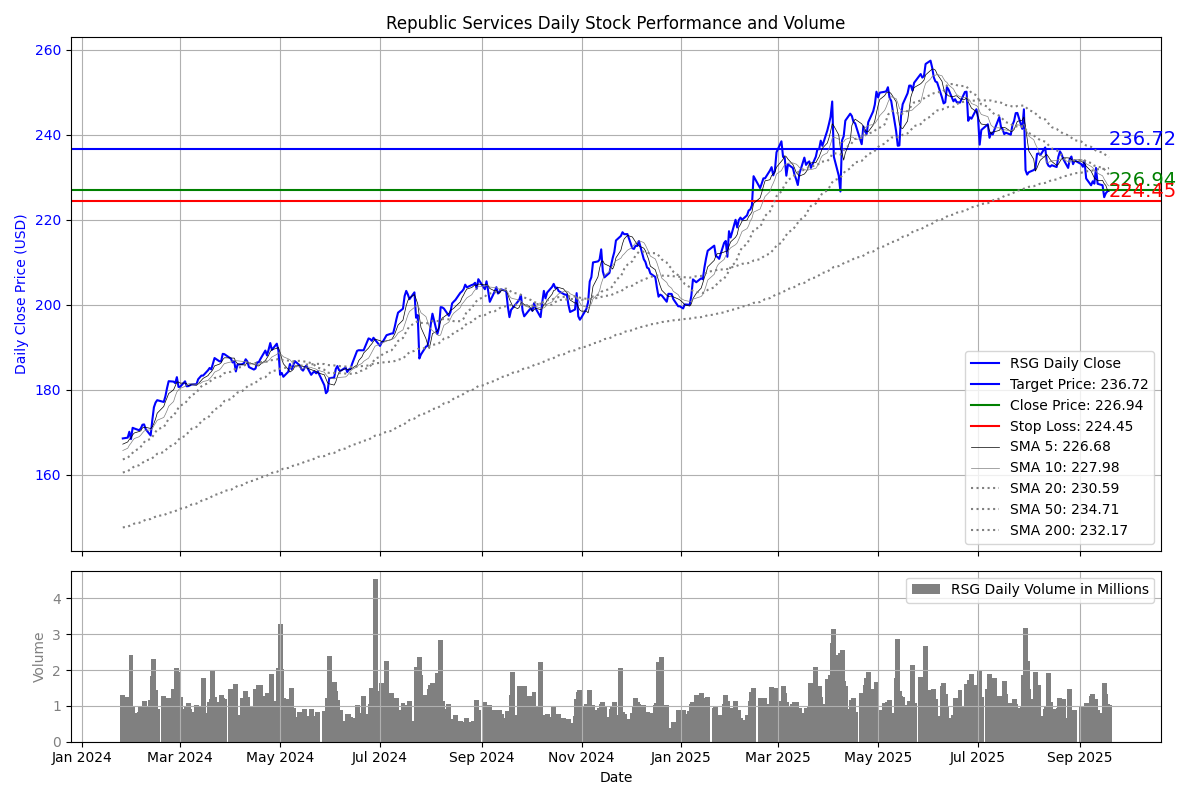 Republic Services Daily Stock Performance and Volume
260
240
220
200
180
160
Daily Close Price (USD)
236.72
226.94
224.45
RSG Daily Close
Target Price: 236.72
Close Price: 226.94
Stop Loss: 224.45
SMA 5: 226.68
SMA 10: 227.98
SMA 20: 230.59
SMA 50: 234.71
SMA 200: 232.17
RSG Daily Volume in Millions
4
3
2
1
0
Volume
Jan 2024 Mar 2024 May 2024 Jul 2024 Sep 2024 Nov 2024 Jan 2025 Mar 2025 May 2025 Jul 2025 Sep 2025
Date